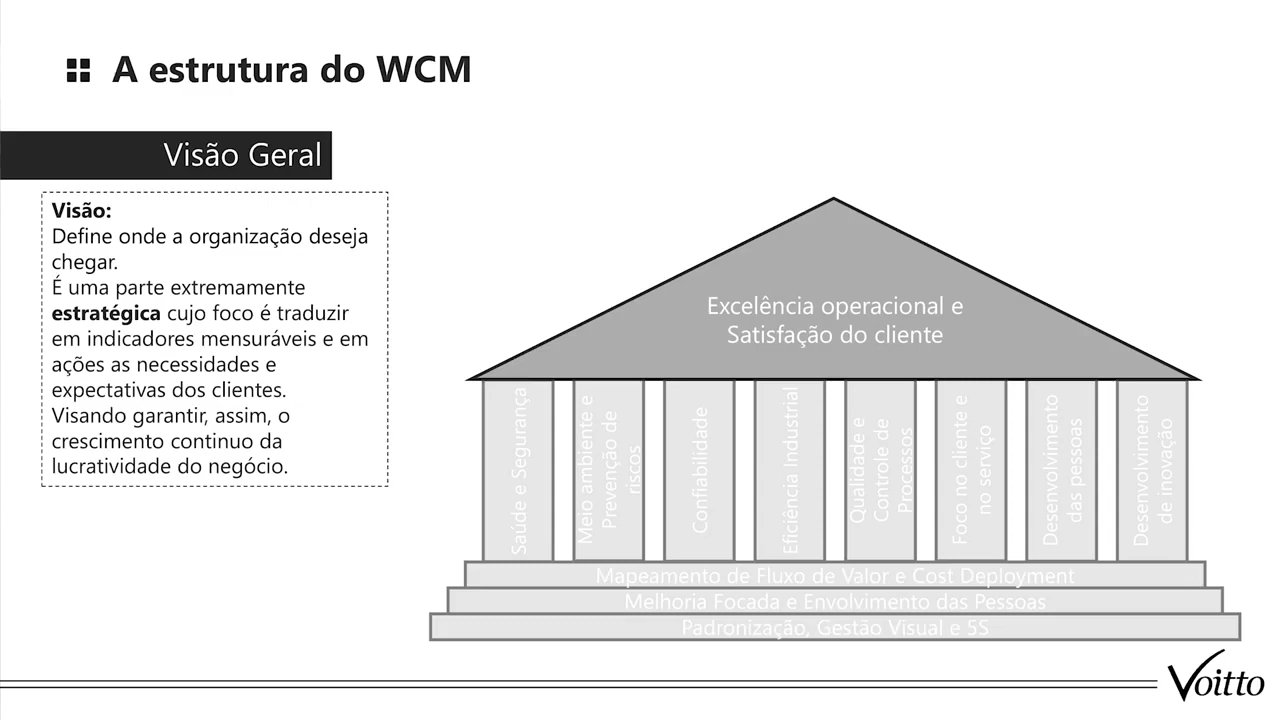 A estrutura do WCM
Visão Geral
Visão:
Define onde a organização deseja
chegar.
É uma parte extremamente
estratégica cujo foco é traduzir
em indicadores mensuráveis e em
ações as necessidades e
expectativas dos clientes.
Visando garantir, assim, o
crescimento continuo da
lucratividade do negócio.
Excelência operacional e
Satisfação do cliente
Saúde e Segurança
Meio ambiente e
Prevenção de
riscos
Confiabilidade
Eficiência Industrial
Qualidade e
Controle de
Processos
Foco no cliente e
no serviço
Desenvolvimento
das pessoas
Desenvolvimento
de inovação
Mapeamento de Fluxo de Valor e Cost Deployment
Melhoria Focada e Envolvimento das Pessoas
Padronização, Gestão Visual e 5S
Voitto